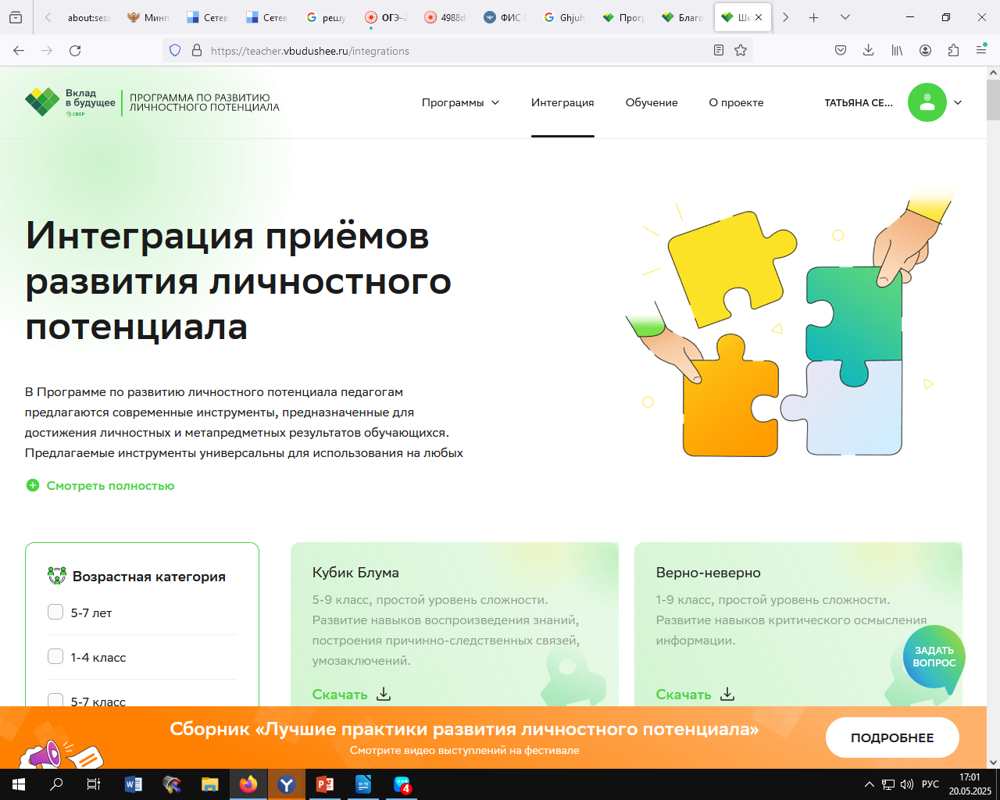 about:sess
Минп
Сетев
Сетев
решу
ОГЭ–2
4988d
ФИС
Ghjuh
Прогр
Благо
Шк
https://teacher.vbudushee.ru/integrations
Вклад
в будущее
СБЕР
ПРОГРАММА ПО РАЗВИТИЮ
ЛИЧНОСТНОГО ПОТЕНЦИАЛА
Программы
Интеграция
Обучение
О проекте
ТАТЬЯНА СЕ...
Интеграция приёмов
развития личностного
потенциала
В Программе по развитию личностного потенциала педагогам
предлагаются современные инструменты, предназначенные для
достижения личностных и метапредметных результатов обучающихся.
Предлагаемые инструменты универсальны для использования на любых
Смотреть полностью
Возрастная категория
5-7 лет
1-4 класс
5-7 класс
Кубик Блума
5-9 класс, простой уровень сложности.
Развитие навыков воспроизведения знаний,
построения причинно-следственных связей,
умозаключений.
Скачать
Верно-неверно
1-9 класс, простой уровень сложности.
Развитие навыков критического осмысления
информации.
Скачать
ЗАДАТЬ
ВОПРОС
Сборник «Лучшие практики развития личностного потенциала»
Смотрите видео выступлений на фестивале
ПОДРОБНЕЕ
4
РУС
17:01
20.05.2025